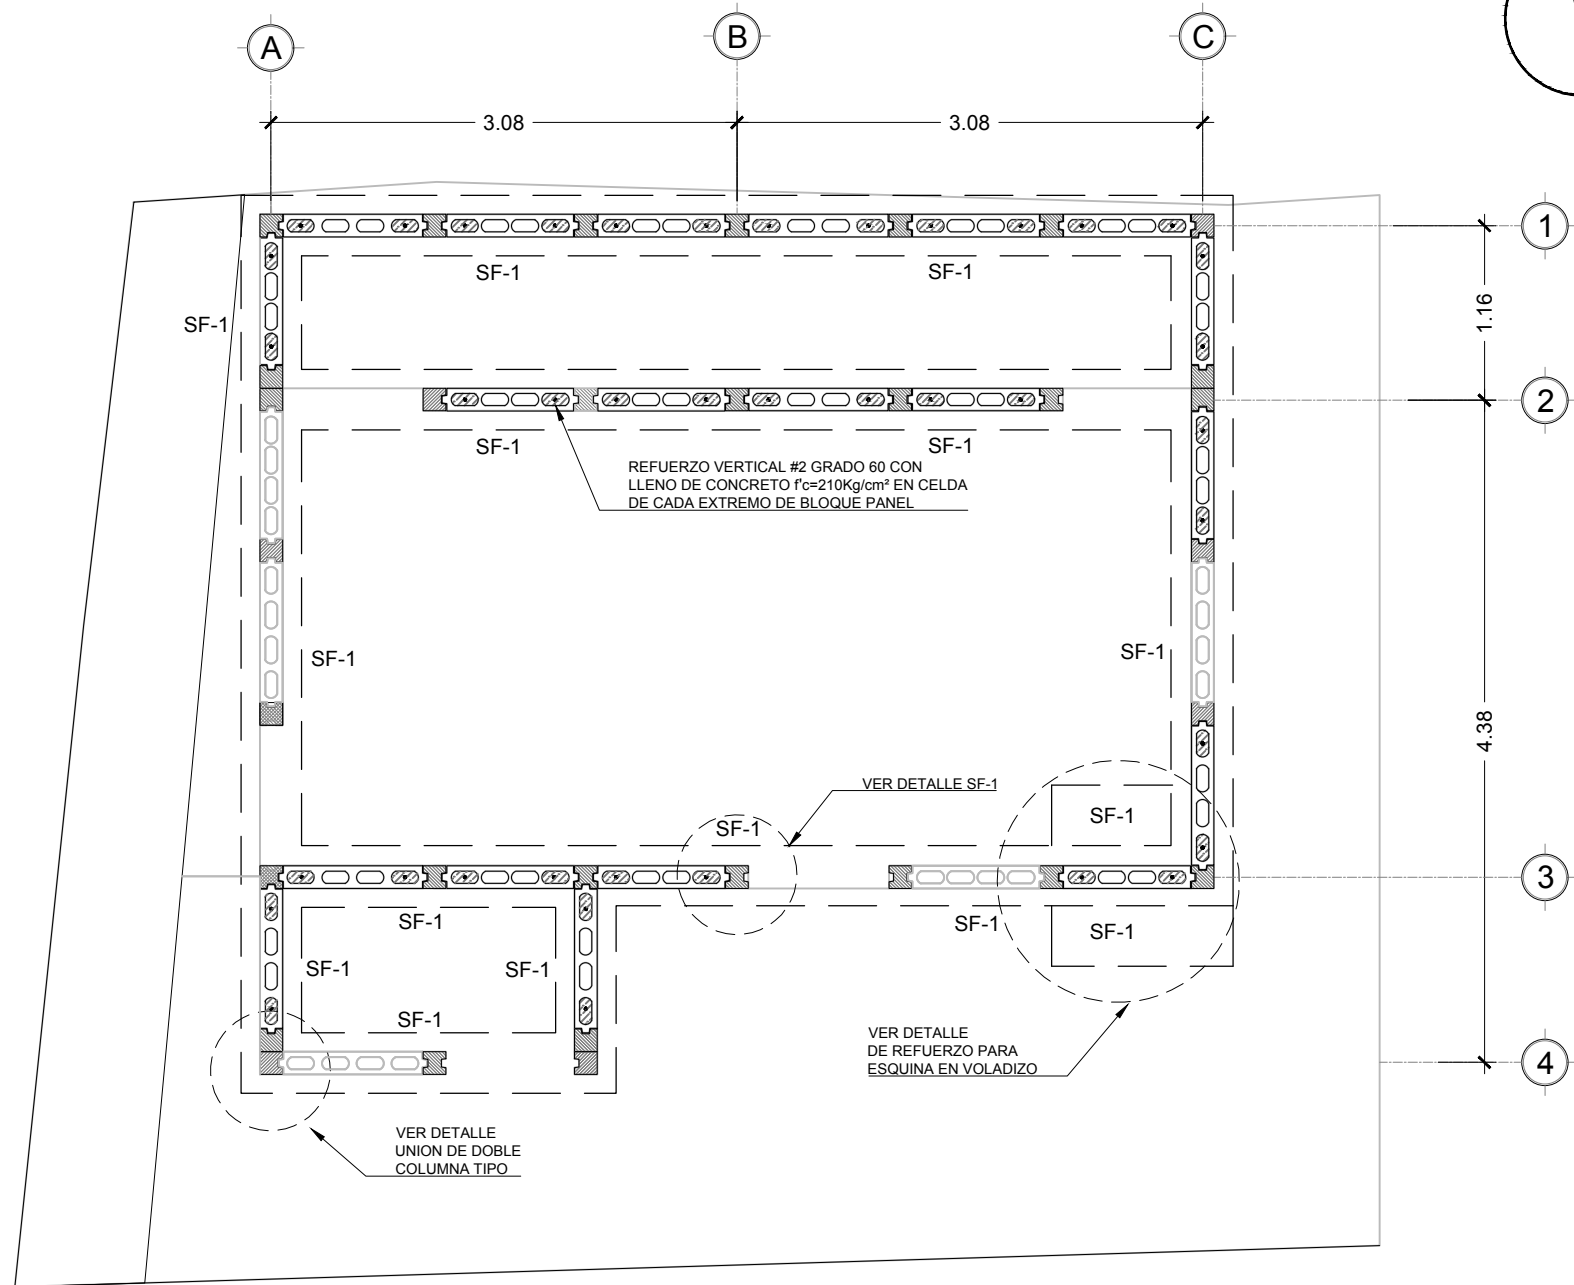 A
B
C
3.08
3.08
1
SF-1
SF-1
1.16
SF-1
2
SF-1
SF-1
REFUERZO VERTICAL #2 GRADO 60 CON
LLENO DE CONCRETO f'c=210Kg/cm² EN CELDA
DE CADA EXTREMO DE BLOQUE PANEL
SF-1
SF-1
4.38
VER DETALLE SF-1
SF-1
SF-1
3
SF-1
SF-1
SF-1
SF-1
SF-1
SF-1
VER DETALLE
DE REFUERZO PARA
ESQUINA EN VOLADIZO
4
VER DETALLE
UNION DE DOBLE
COLUMNA TIPO